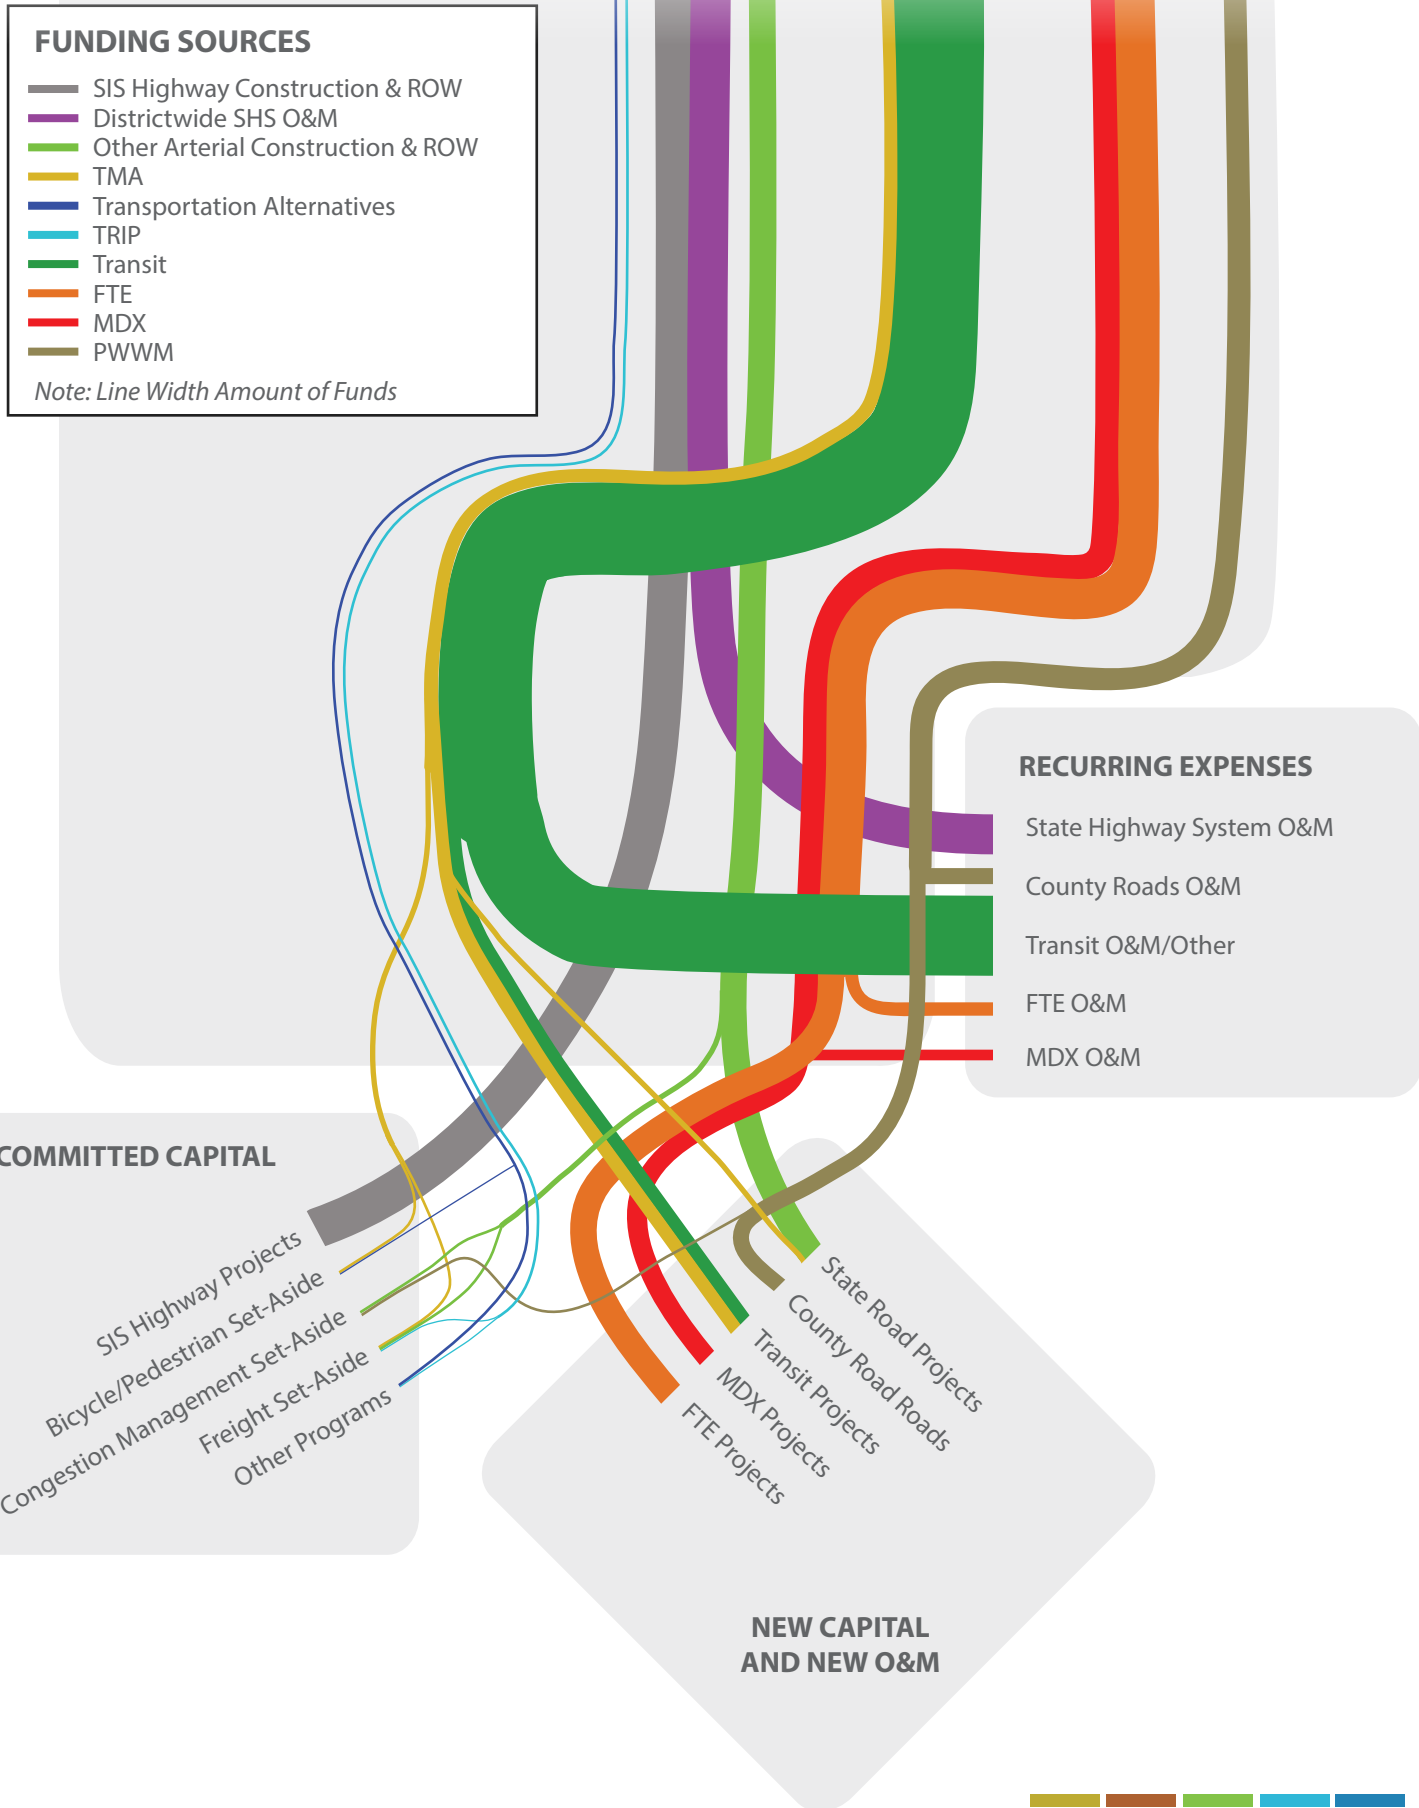 FUNDING SOURCES
SIS Highway Construction & ROW
Districtwide SHS O&M
Other Arterial Construction & ROW
TMA
Transportation Alternatives
TRIP
Transit
FTE
MDX
PWWM
Note: Line Width Amount of Funds
RECURRING EXPENSES
State Highway System O&M
County Roads O&M
Transit O&M/Other
FTE O&M
MDX O&M
COMMITTED CAPITAL
SIS Highway Projects
Bicycle/Pedestrian Set-Aside
Congestion Management Set-Aside
Freight Set-Aside
Other Programs
State Road Projects
County Road Roads
Transit Projects
MDX Projects
FTE Projects
NEW CAPITAL
AND NEW O&M